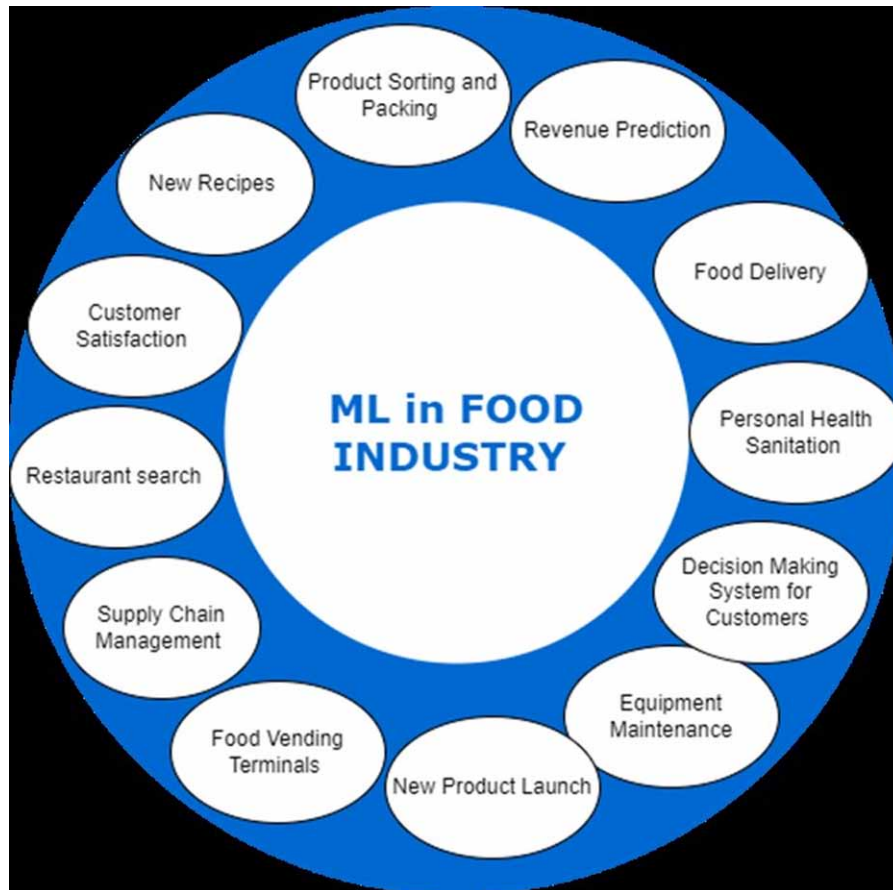 Product Sorting and
Packing
Revenue Prediction
New Recipes
Food Delivery
Customer
Satisfaction
ML in FOOD
INDUSTRY
Personal Health
Sanitation
Restaurant search
Decision Making
System for
Customers
Supply Chain
Management
Equipment
Maintenance
Food Vending
Terminals
New Product Launch